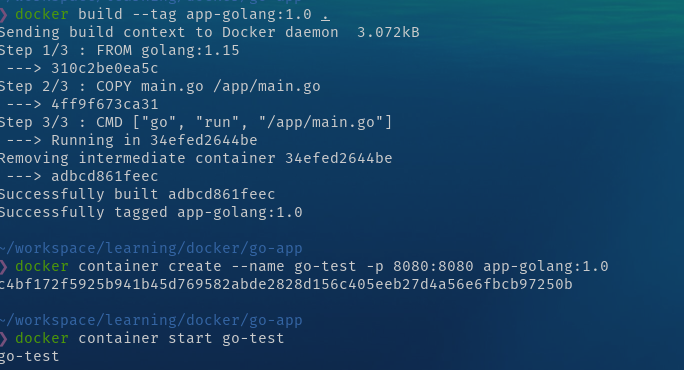 ❯ docker build --tag app-golang:1.0 .
Sending build context to Docker daemon  3.072kB
Step 1/3 : FROM golang:1.15
 ---> 310c2be0ea5c
Step 2/3 : COPY main.go /app/main.go
 ---> 4ff9f673ca31
Step 3/3 : CMD ["go", "run", "/app/main.go"]
 ---> Running in 34efed2644be
Removing intermediate container 34efed2644be
 ---> adbcd861feec
Successfully built adbcd861feec
Successfully tagged app-golang:1.0
~/workspace/learning/docker/go-app
❯ docker container create --name go-test -p 8080:8080 app-golang:1.0
c4bf172f5925b941b45d769582abde2828d156c405eeb27d4a56e6fbcb97250b
~/workspace/learning/docker/go-app
❯ docker container start go-test
go-test